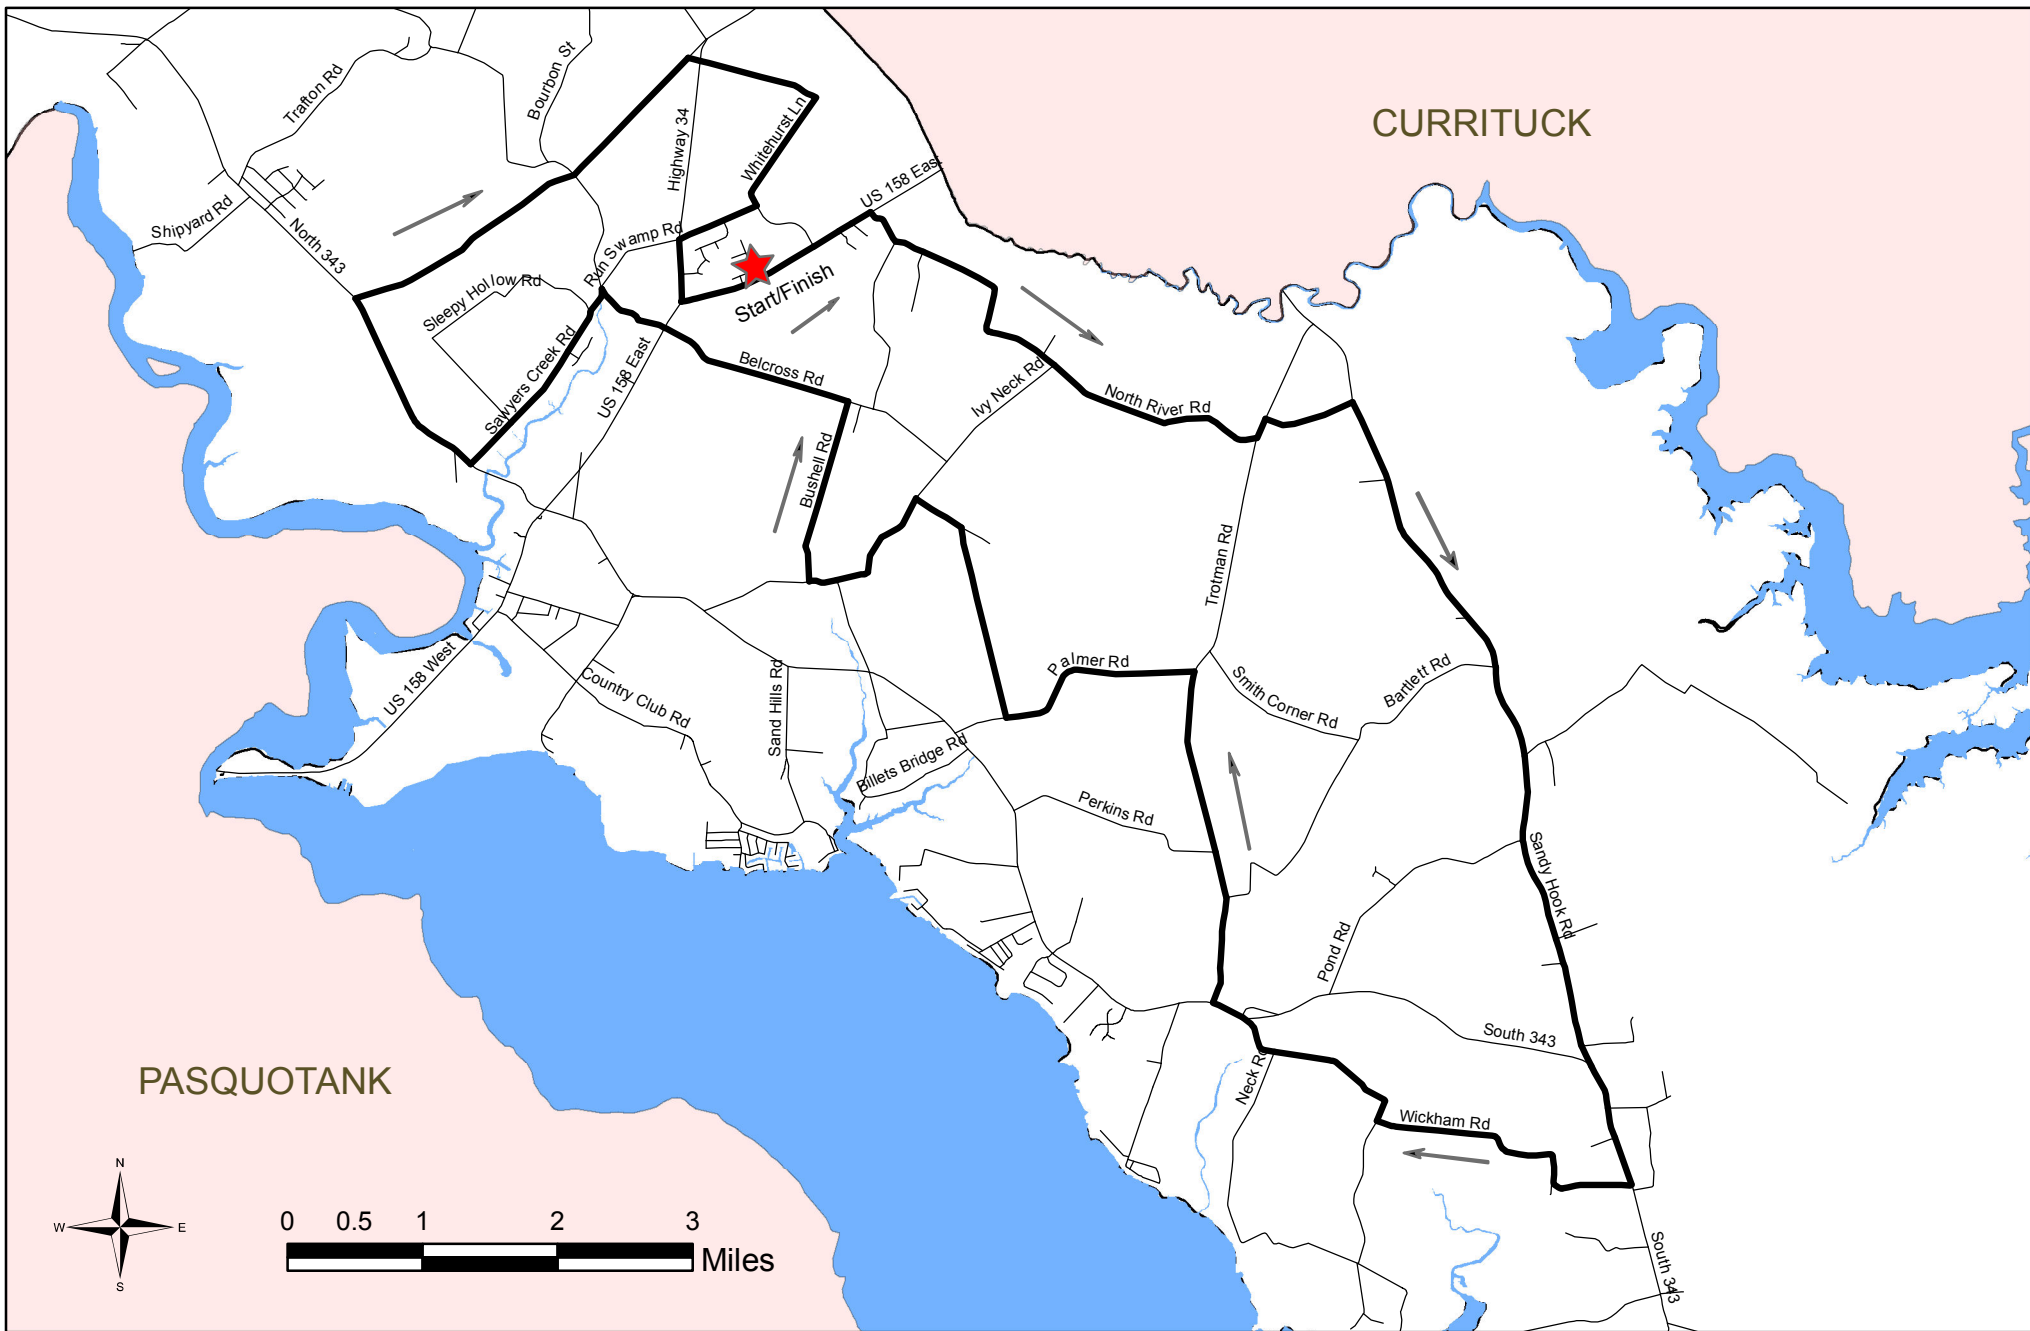 Bourbon St
Trafton Rd
CURRITUCK
Highway 34
Whitehurst Ln
US 158 East
Shipyard Rd
North 343
Run Swamp Rd
Sleepy Hollow Rd
Start/Finish
Sawyers Creek Rd
US 158 East
Belcross Rd
Ivy Neck Rd
North River Rd
Bushell Rd
Trotman Rd
US 158 West
Country Club Rd
Sand Hills Rd
Palmer Rd
Smith Corner Rd
Bartlett Rd
Billets Bridge Rd
Perkins Rd
Sandy Hook Rd
Pond Rd
South 343
PASQUOTANK
Neck Rd
Wickham Rd
N
W E
S
0 0.5 1 2 3
Miles
South 343